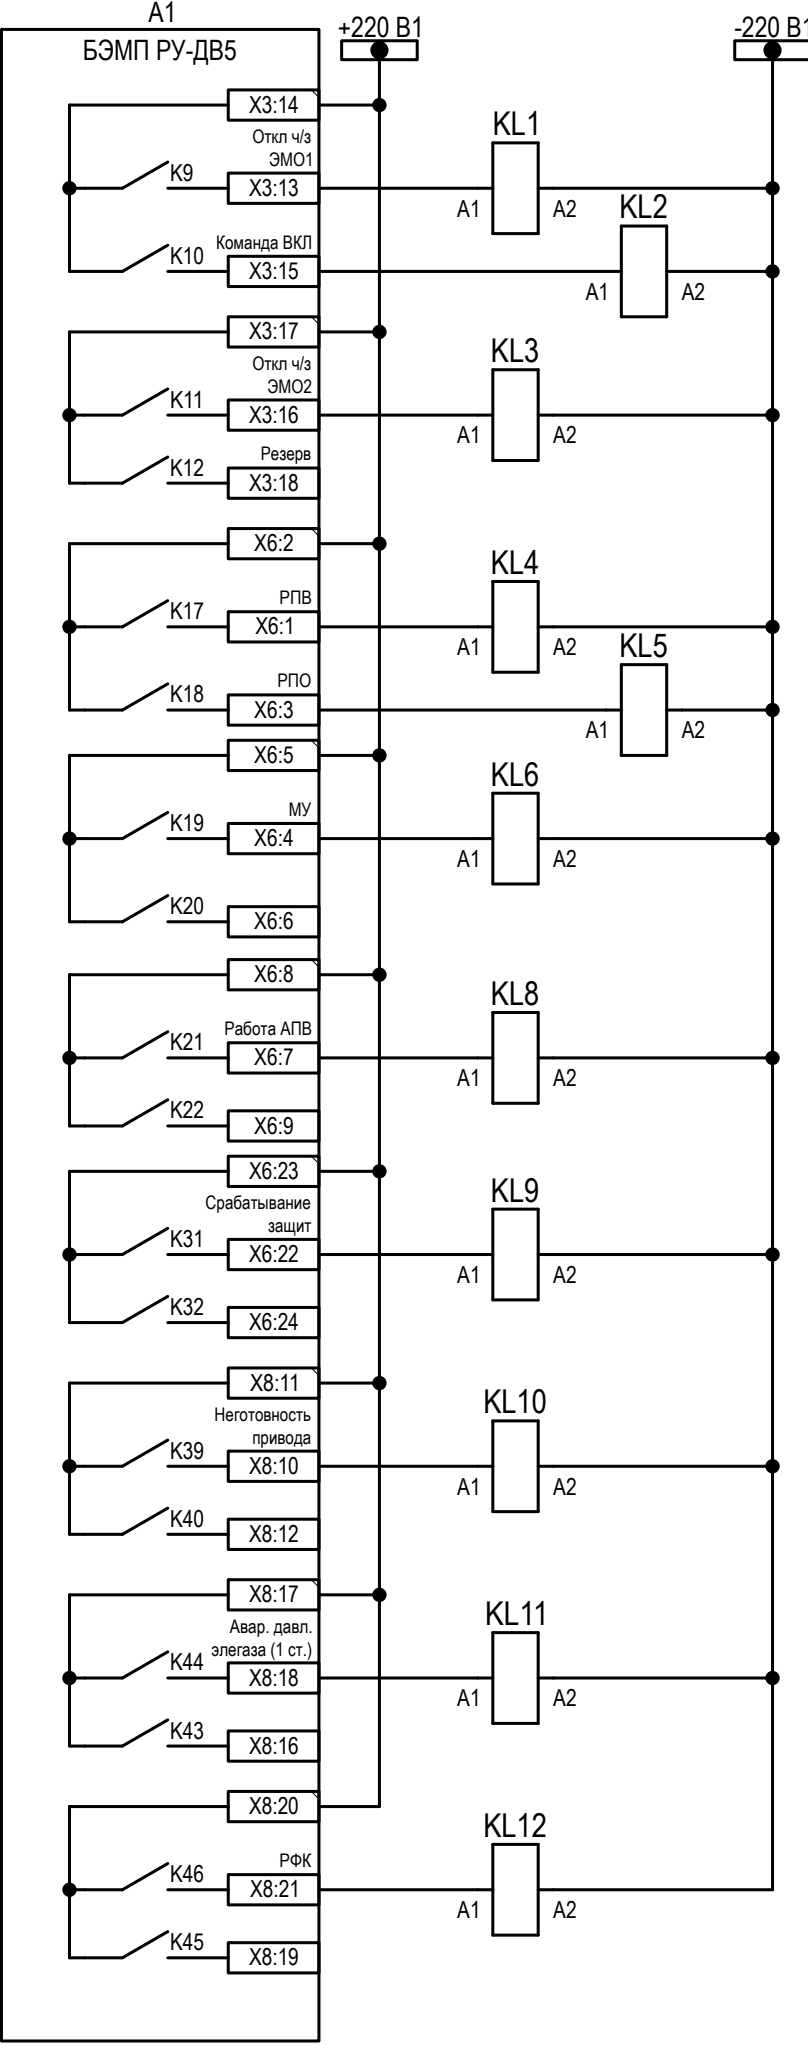 A1
+220 В1
-220 В1
БЭМП РУ-ДВ5
X3:14
Откл ч/з
ЭМО1
K9
X3:13
KL1
A1
A2
Команда ВКЛ
K10
X3:15
KL2
A1
A2
X3:17
Откл ч/з
ЭМО2
K11
X3:16
KL3
A1
A2
Резерв
K12
X3:18
X6:2
РПВ
K17
X6:1
KL4
A1
A2
РПО
K18
X6:3
KL5
A1
A2
X6:5
МУ
K19
X6:4
KL6
A1
A2
K20
X6:6
X6:8
Работа АПВ
K21
X6:7
KL8
A1
A2
K22
X6:9
X6:23
Срабатывание
защит
K31
X6:22
KL9
A1
A2
K32
X6:24
X8:11
Неготовность
привода
K39
X8:10
KL10
A1
A2
K40
X8:12
X8:17
Авар. давл.
элегаза (1 ст.)
K44
X8:18
KL11
A1
A2
K43
X8:16
X8:20
РФК
K46
X8:21
KL12
A1
A2
K45
X8:19